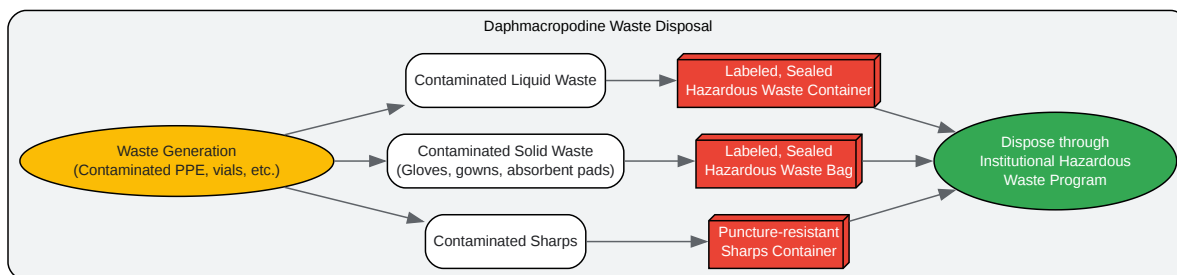 Daphmacropodine Waste Disposal
Waste Generation
(Contaminated PPE, vials, etc.)
Contaminated Liquid Waste
Labeled, Sealed
Hazardous Waste Container
Contaminated Solid Waste
(Gloves, gowns, absorbent pads)
Labeled, Sealed
Hazardous Waste Bag
Contaminated Sharps
Puncture-resistant
Sharps Container
Dispose through
Institutional Hazardous
Waste Program